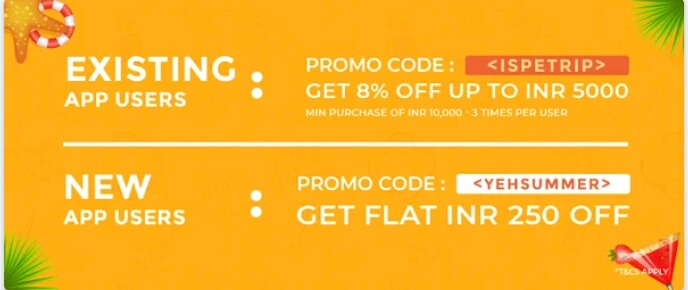 EXISTING
APP USERS
:
PROMO CODE : <ISPETRIP>
GET 8% OFF UP TO INR 5000
MIN PURCHASE OF INR 10,000 - 3 TIMES PER USER
NEW
APP USERS
:
PROMO CODE : <YEHSUMMER>
GET FLAT INR 250 OFF
*T&CS APPLY